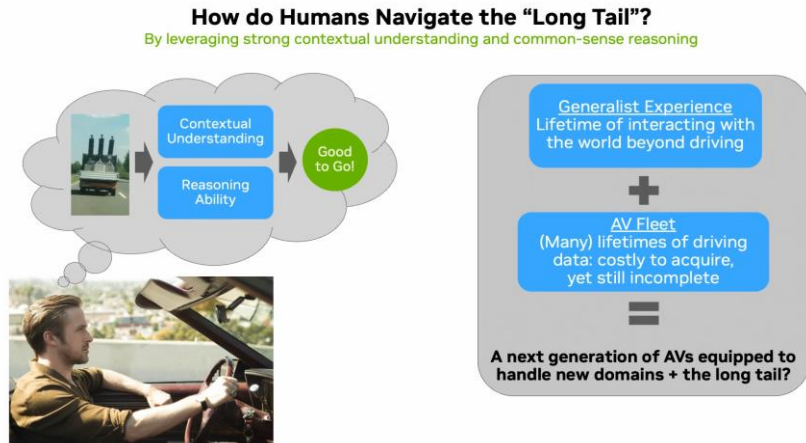 How do Humans Navigate the “Long Tail”?
By leveraging strong contextual understanding and common-sense reasoning
Contextual
Understanding
Reasoning
Ability
Good
to Go!
Generalist Experience
Lifetime of interacting with
the world beyond driving
+
AV Fleet
(Many) lifetimes of driving
data: costly to acquire,
yet still incomplete
=
A next generation of AVs equipped to
handle new domains + the long tail?